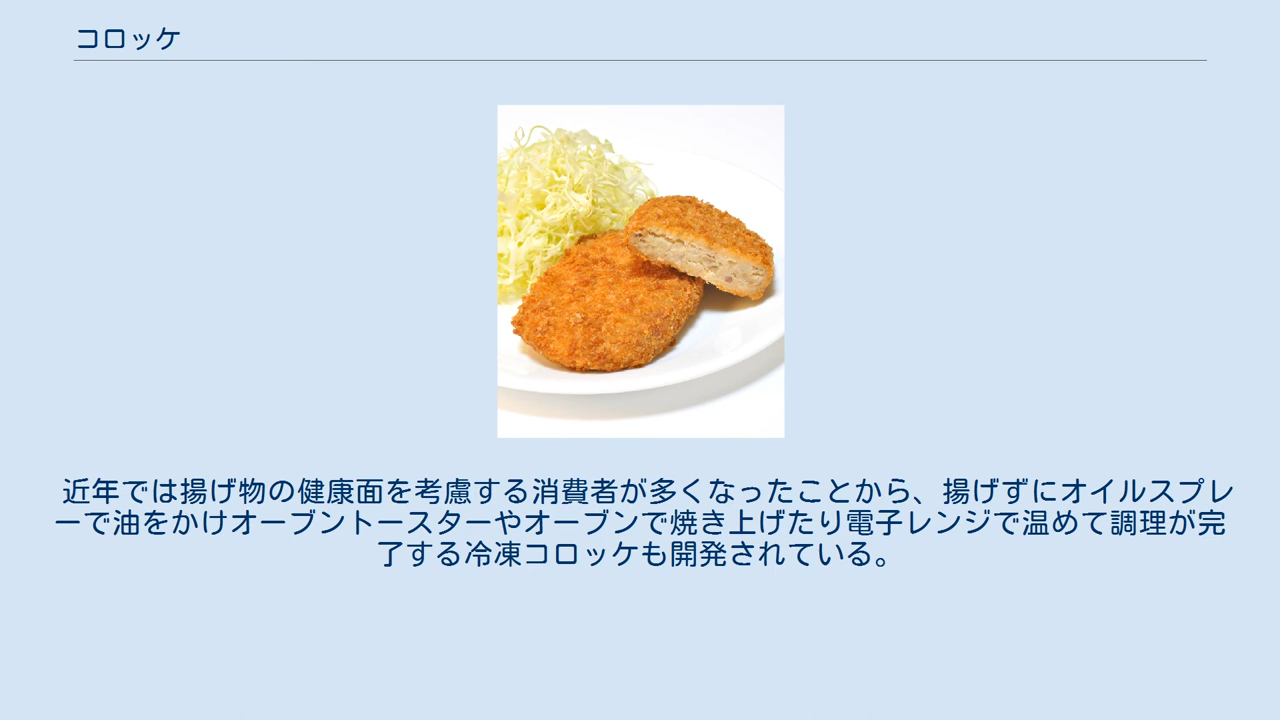 コロッケ
近年では揚げ物の健康面を考慮する消費者が多くなったことから、揚げずにオイルスプレ
ーで油をかけオーブントースターやオーブンで焼き上げたり電子レンジで温めて調理が完
了する冷凍コロッケも開発されている。